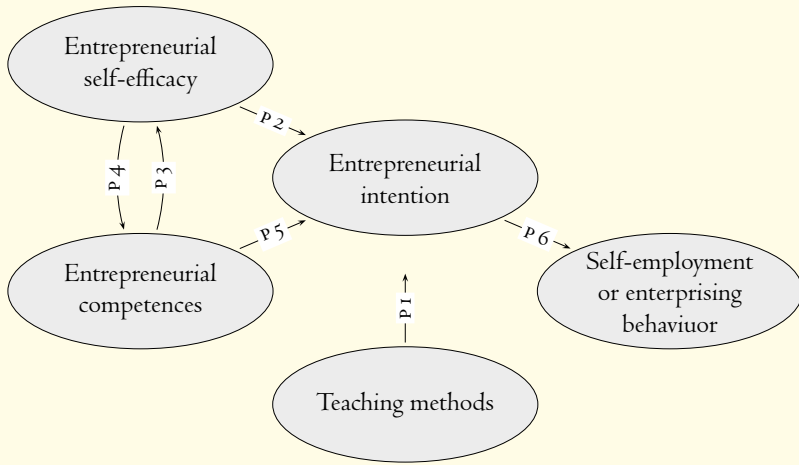 Entrepreneurial
self-efficacy
P 2
Entrepreneurial
intention
P 4
P 3
P 5
P 6
Entrepreneurial
competences
Self-employment
or enterprising
behaviuor
P 1
Teaching methods